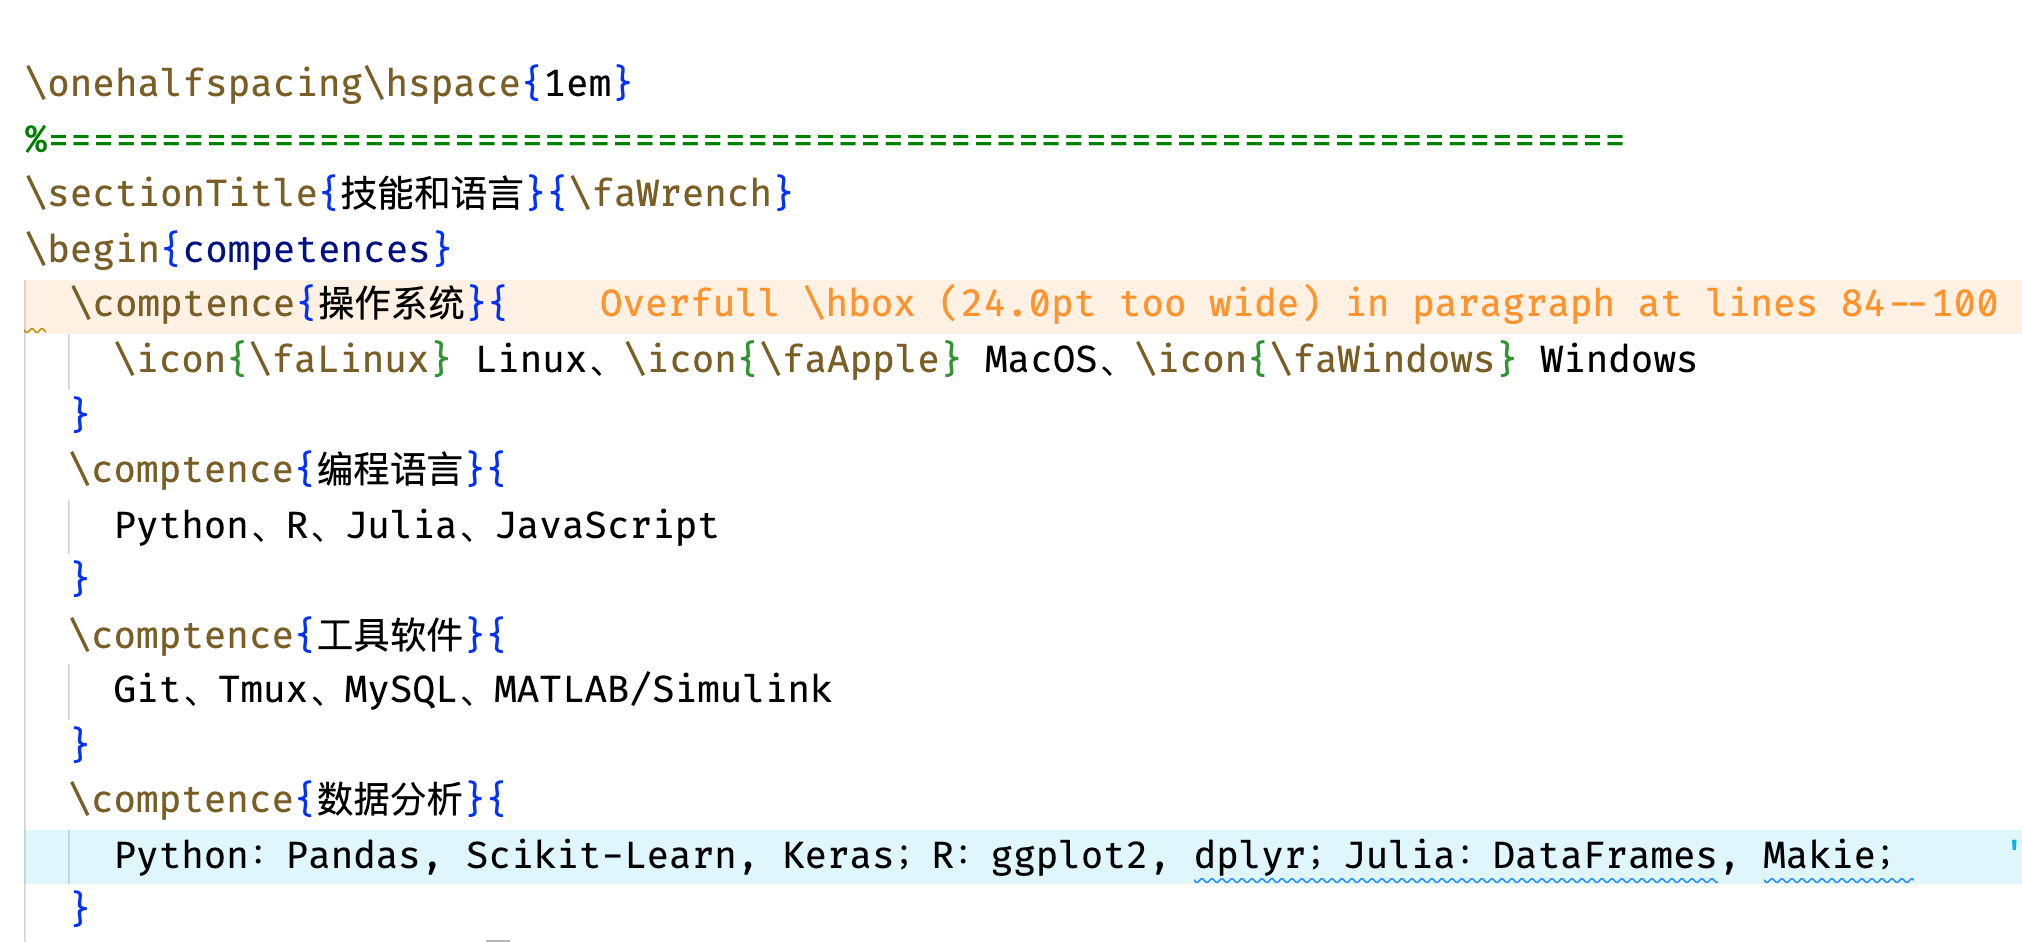 \onehalfspacing\hspace{1em}
%======================================================================
\sectionTitle{技能和语言}{\faWrench}
\begin{competences}
\comptence{操作系统}{ Overfull \hbox (24.0pt too wide) in paragraph at lines 84--100
\icon{\faLinux} Linux、\icon{\faApple} MacOS、\icon{\faWindows} Windows
}
\comptence{编程语言}{
Python、R、Julia、JavaScript
}
\comptence{工具软件}{
Git、Tmux、MySQL、MATLAB/Simulink
}
\comptence{数据分析}{
Python：Pandas, Scikit-Learn, Keras；R：ggplot2, dplyr；Julia：DataFrames, Makie； '
}